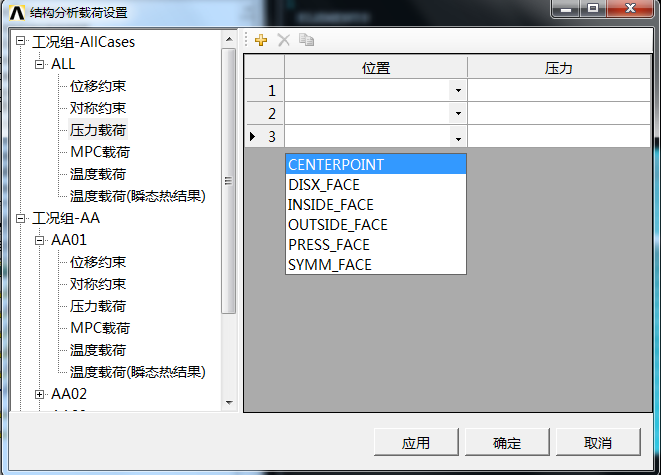 结构分析载荷设置
工况组-AllCases
ALL
位移约束
对称约束
压力载荷
MPC载荷
温度载荷
温度载荷(瞬态热结果)
工况组-AA
AA01
位移约束
对称约束
压力载荷
MPC载荷
温度载荷
温度载荷(瞬态热结果)
AA02
位置 压力
1
2
3
CENTERPOINT
DISX_FACE
INSIDE_FACE
OUTSIDE_FACE
PRESS_FACE
SYMM_FACE
应用 确定 取消